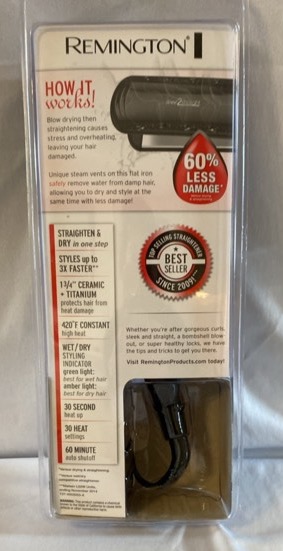 REMINGTON®
HOW IT
works!
Blow drying then
straightening causes
stress and overheating,
leaving your hair
damaged.
Unique steam vents on this flat iron
safely remove water from damp hair,
allowing you to dry and style at the
same time with less damage!
60%
LESS
DAMAGE*
STRAIGHTEN &
DRY in one step
STYLES up to
3X FASTER**
1¾" CERAMIC
+ TITANIUM
protects hair from
heat damage
420°F CONSTANT
high heat
WET/DRY
STYLING
INDICATOR
green light:
best for wet hair
amber light:
best for dry hair
30 SECOND
heat up
30 HEAT
settings
60 MINUTE
auto shutoff
TOP SELLING STRAIGHTENER
BEST
SELLER
SINCE 2009!
Whether you're after gorgeous curls,
sleek and straight, a bombshell blow
out, or super healthy locks, we have
the tips and tricks to get you there.
Visit RemingtonProducts.com today!